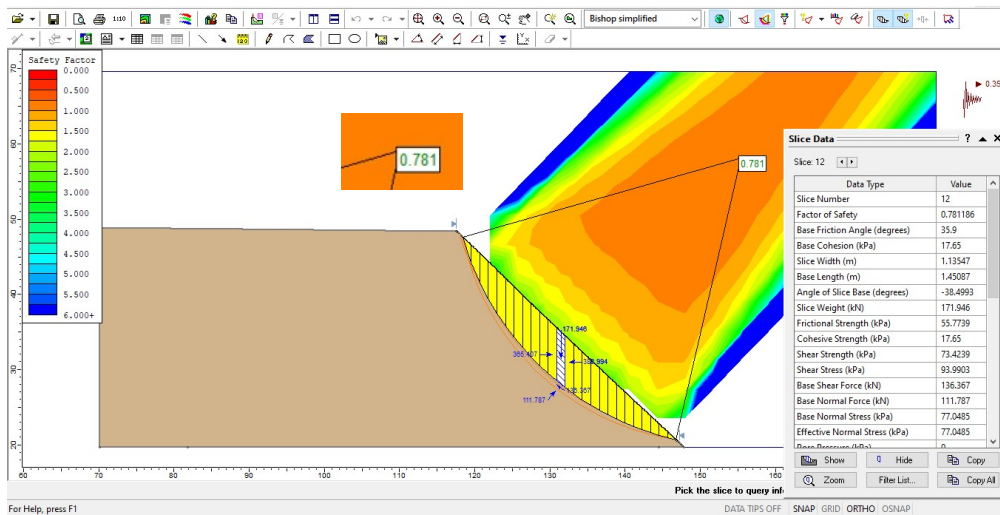 1:10
Bishop simplified
Safety Factor
0.000
0.500
1.000
1.500
2.000
2.500
3.000
3.500
4.000
4.500
5.000
5.500
6.000+
70
60
50
40
30
20
0.781
0.781
0.35
171.946
136.367
111.787
60 70 80 90 100 110 120 130 140 150
Slice Data ?
Slice: 12
Data Type Value
Slice Number 12
Factor of Safety 0.781186
Base Friction Angle (degrees) 35.9
Base Cohesion (kPa) 17.65
Slice Width (m) 1.13547
Base Length (m) 1.45087
Angle of Slice Base (degrees) -38.4993
Slice Weight (kN) 171.946
Frictional Strength (kPa) 55.7739
Cohesive Strength (kPa) 17.65
Shear Strength (kPa) 73.4239
Shear Stress (kPa) 93.9903
Base Shear Force (kN) 136.367
Base Normal Force (kN) 111.787
Base Normal Stress (kPa) 77.0485
Effective Normal Stress (kPa) 77.0485
Show Hide Copy
Zoom Filter List... Copy All
Pick the slice to query
For Help, press F1
DATA TIPS OFF SNAP GRID ORTHO OSNAP